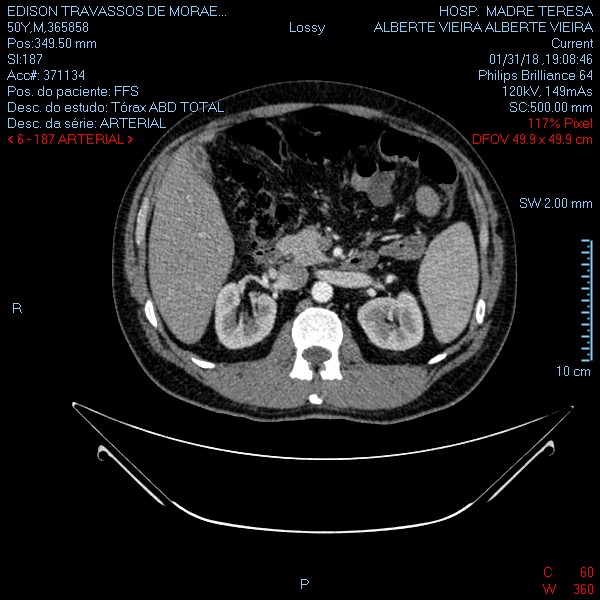 EDISON TRAVASSOS DE MORAE...
50Y,M,365858
Pos:349.50 mm
Sl:187
Acc#: 371134
Pos. do paciente: FFS
Desc. do estudo: Tórax ABD TOTAL
Desc. da série: ARTERIAL
< 6 - 187 ARTERIAL >
Lossy
HOSP. MADRE TERESA
ALBERTE VIEIRA ALBERTE VIEIRA
Current
01/31/18 ,19:08:46
Philips Brilliance 64
120kV, 149mAs
SC:500.00 mm
117% Pixel
DFOV 49.9 x 49.9 cm
SW 2.00 mm
R
10 cm
P
C 60
W 360